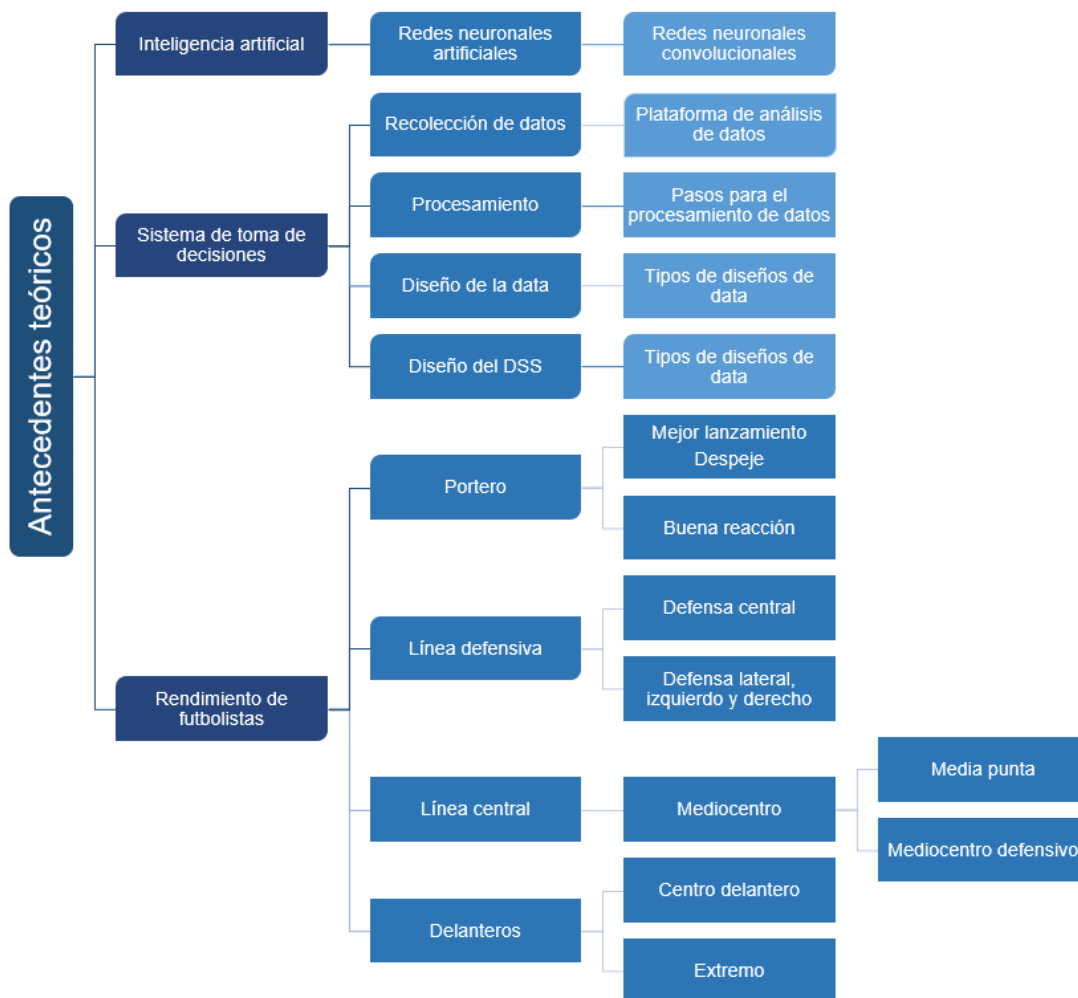 Antecedentes teóricos
Inteligencia artificial
Redes neuronales
artificiales
Redes neuronales
convolucionales
Sistema de toma de
decisiones
Recolección de datos
Plataforma de análisis
de datos
Procesamiento
Pasos para el
procesamiento de datos
Diseño de la data
Tipos de diseños de
data
Diseño del DSS
Tipos de diseños de
data
Rendimiento de
futbolistas
Portero
Mejor lanzamiento
Despeje
Buena reacción
Línea defensiva
Defensa central
Defensa lateral,
izquierdo y derecho
Línea central
Mediocentro
Media punta
Mediocentro defensivo
Delanteros
Centro delantero
Extremo